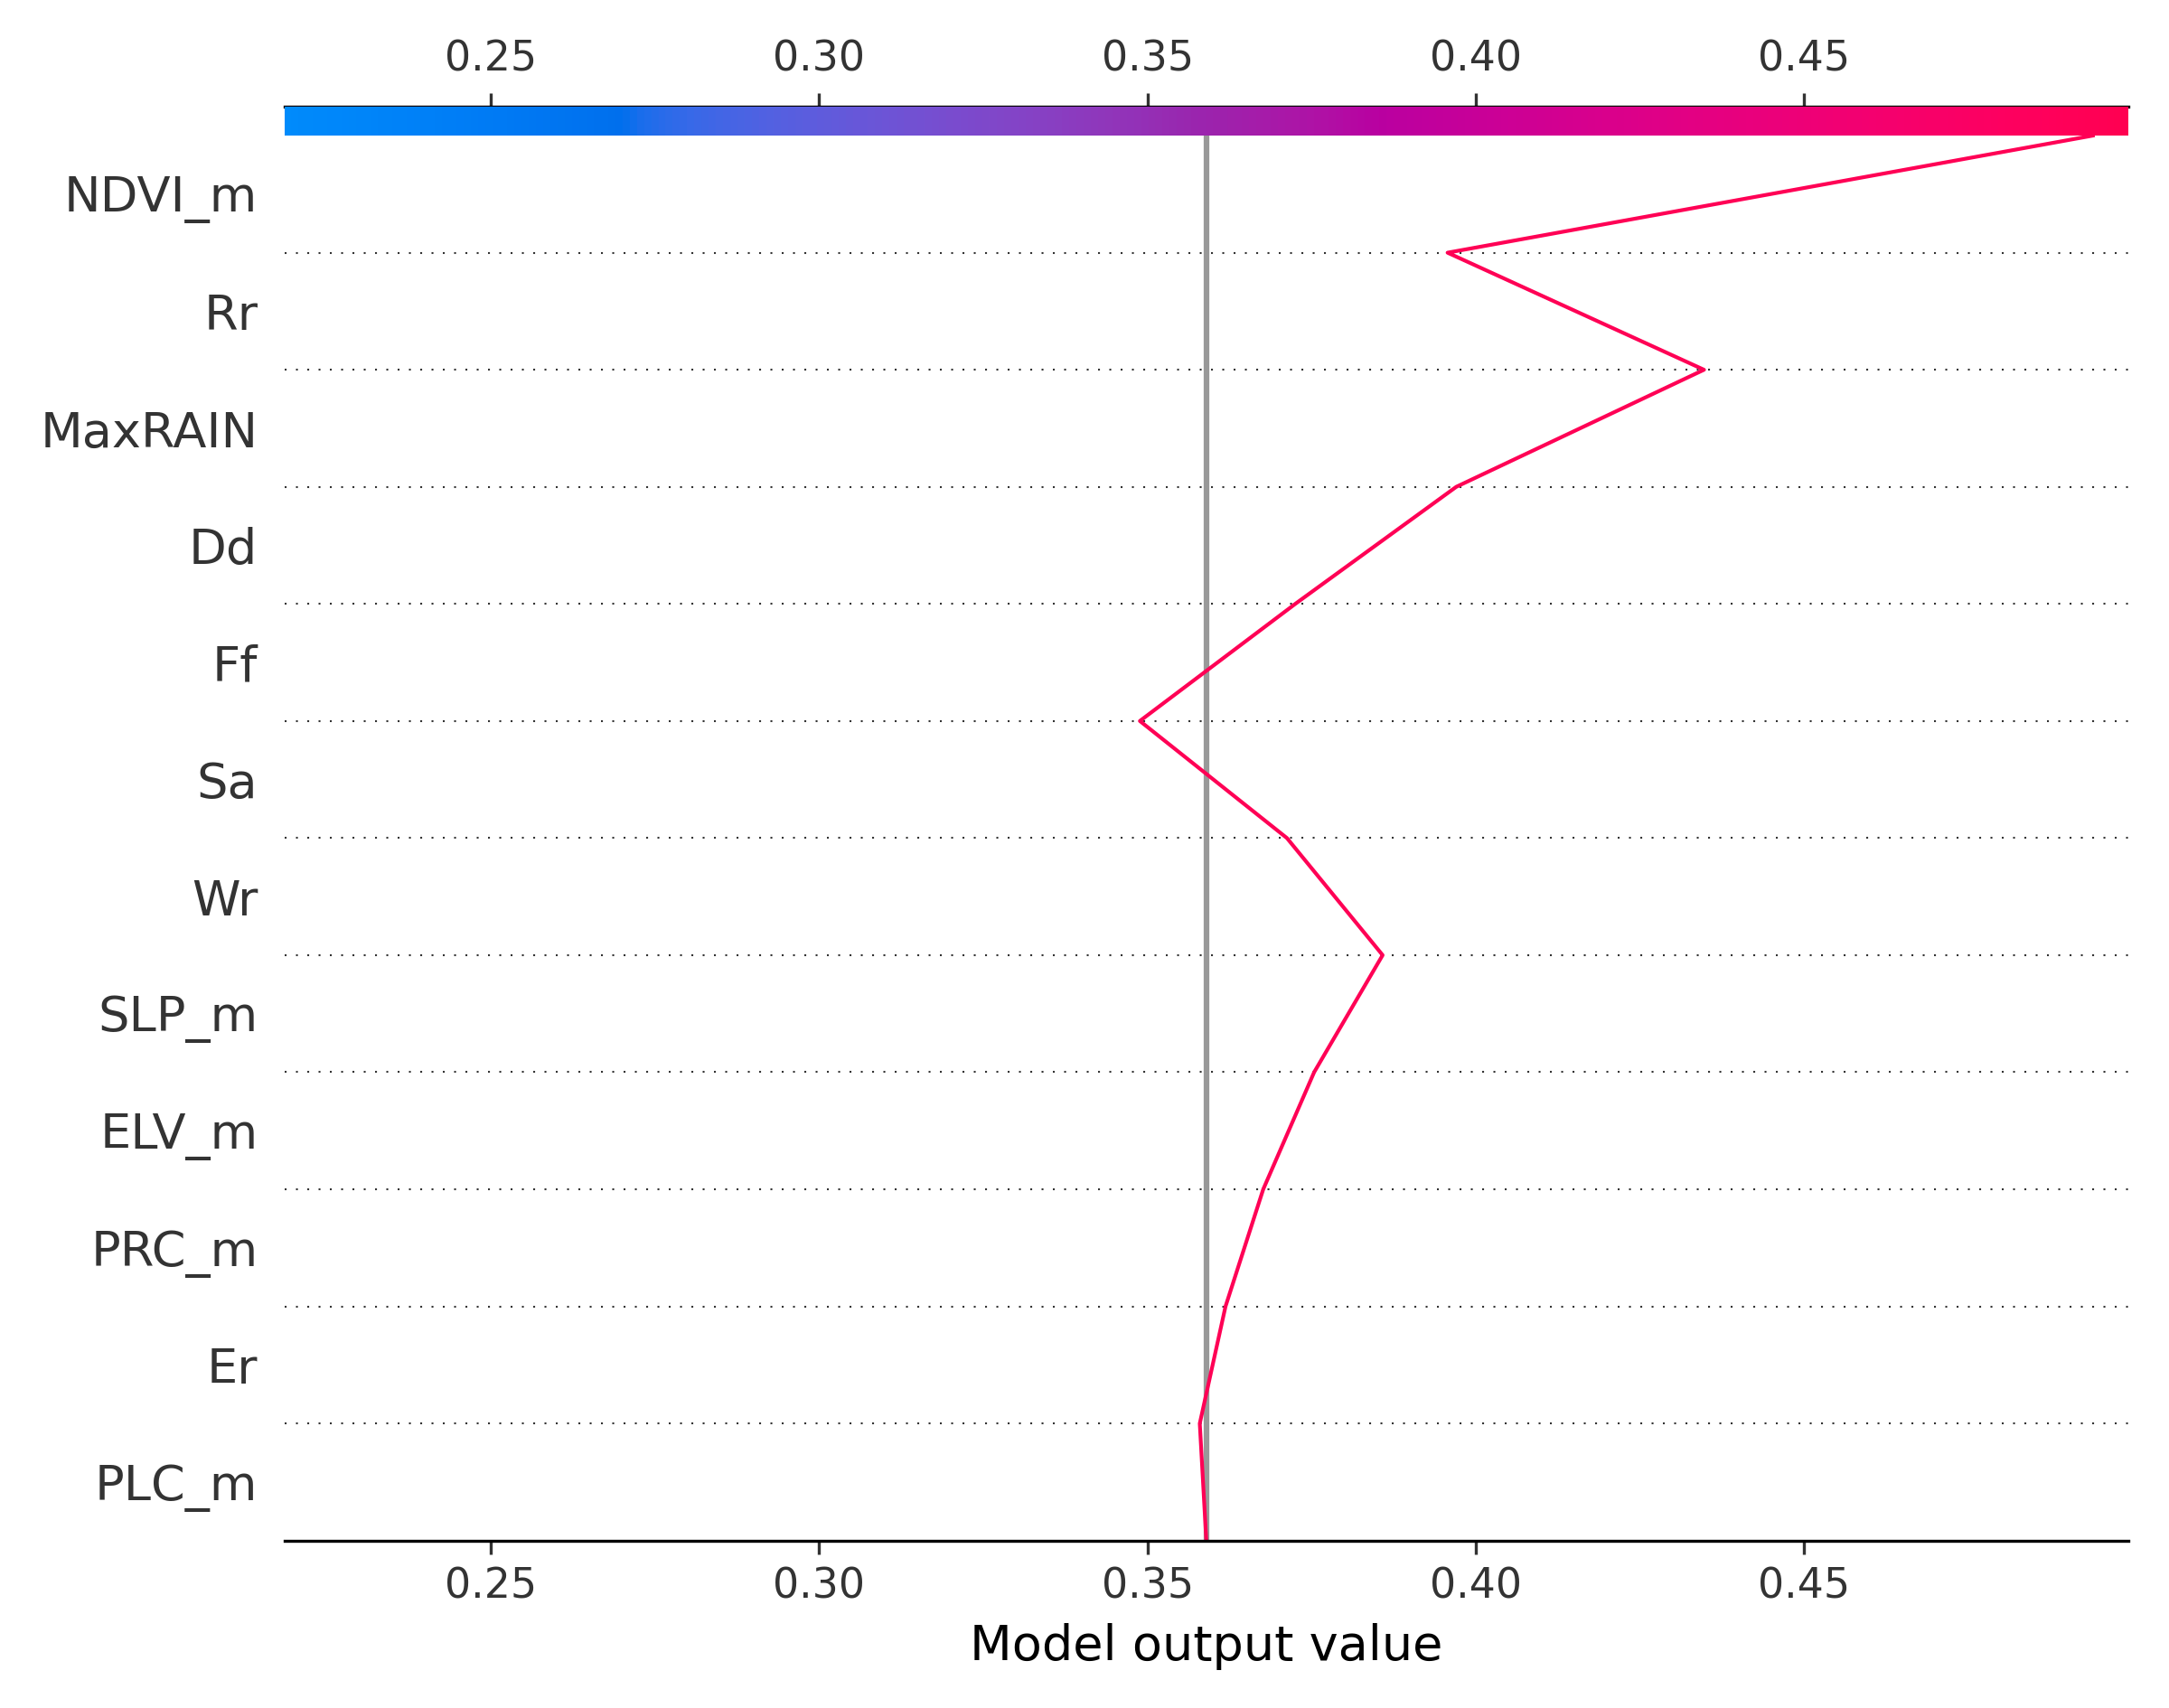 0.25 0.30 0.35 0.40 0.45
NDVI_m
Rr
MaxRAIN
Dd
Ff
Sa
Wr
SLP_m
ELV_m
PRC_m
Er
PLC_m
0.25 0.30 0.35 0.40 0.45
Model output value